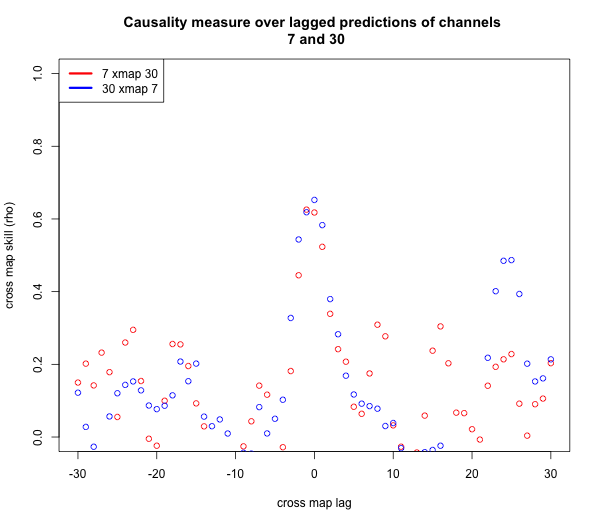 Causality measure over lagged predictions of channels
7 and 30
7 xmap 30
30 xmap 7
cross map skill (rho)
1.0
0.8
0.6
0.4
0.2
0.0
-30 -20 -10 0 10 20 30
cross map lag